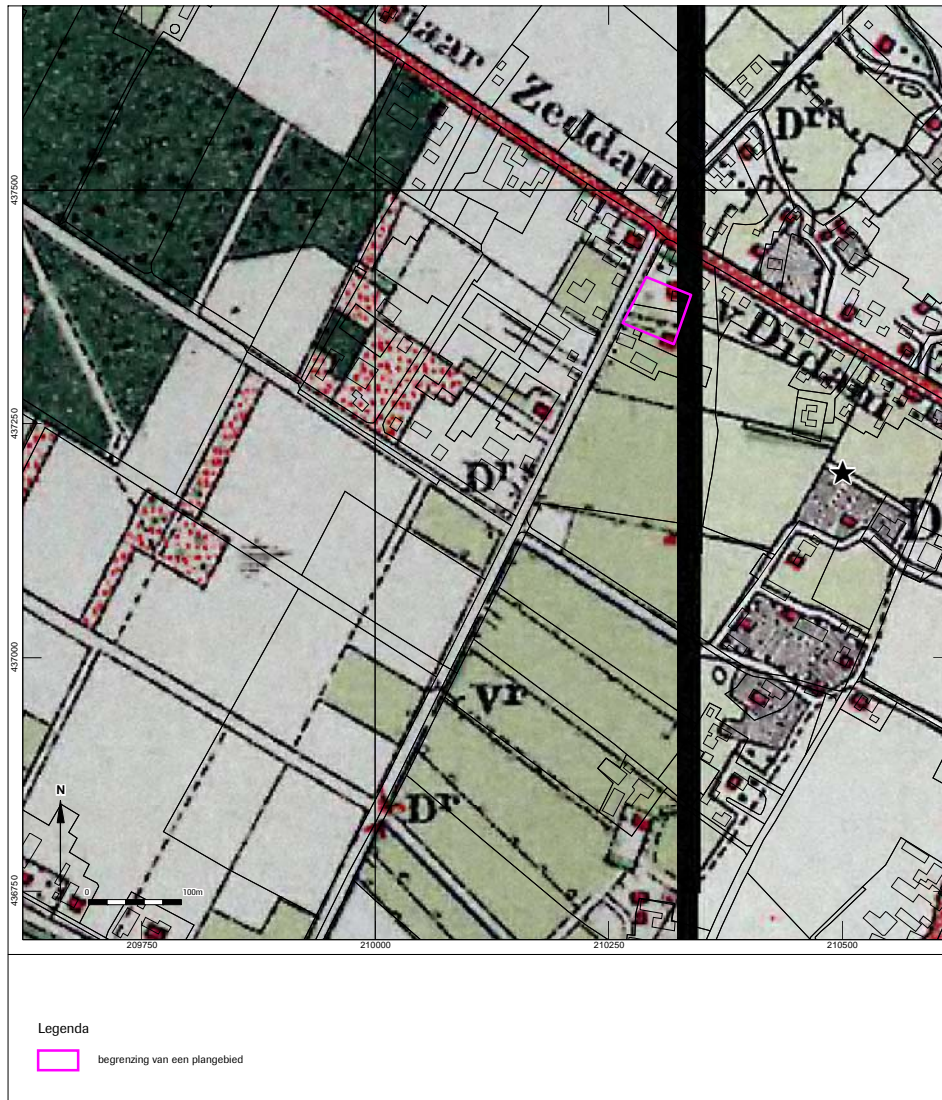 naar Zeddam
Drs
437500
v. Didam
437250
Drs
D
437000
Vr
Dr
N
0 100m
436750
209750 210000 210250 210500
Legenda
begrenzing van een plangebied